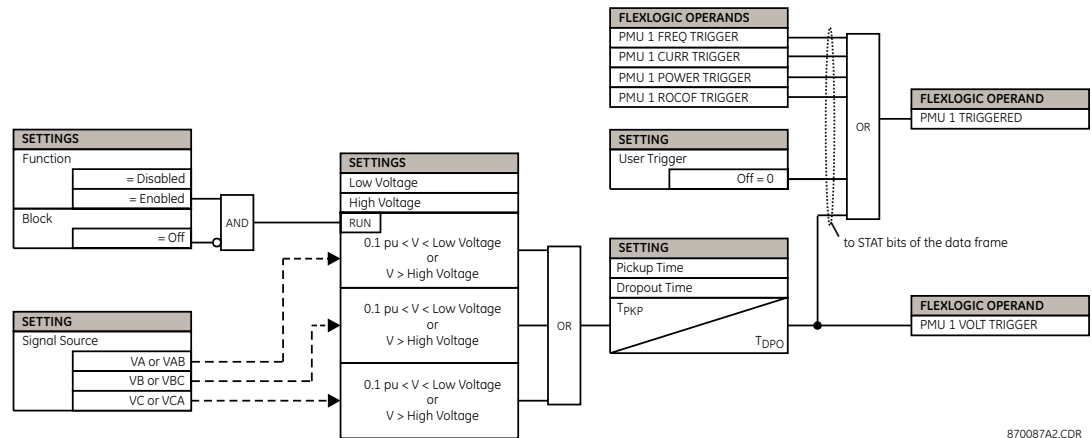 SETTINGS
Function
= Disabled
= Enabled
Block
= Off
AND
SETTING
Signal Source
VA or VAB
VB or VBC
VC or VCA
SETTINGS
Low Voltage
High Voltage
RUN
0.1 pu < V < Low Voltage
or
V > High Voltage
0.1 pu < V < Low Voltage
or
V > High Voltage
0.1 pu < V < Low Voltage
or
V > High Voltage
OR
FLEXLOGIC OPERANDS
PMU 1 FREQ TRIGGER
PMU 1 CURR TRIGGER
PMU 1 POWER TRIGGER
PMU 1 ROCOF TRIGGER
SETTING
User Trigger
Off = 0
SETTING
Pickup Time
Dropout Time
TPKP
TDPO
OR
to STAT bits of the data frame
FLEXLOGIC OPERAND
PMU 1 TRIGGERED
FLEXLOGIC OPERAND
PMU 1 VOLT TRIGGER
870087A2.CDR